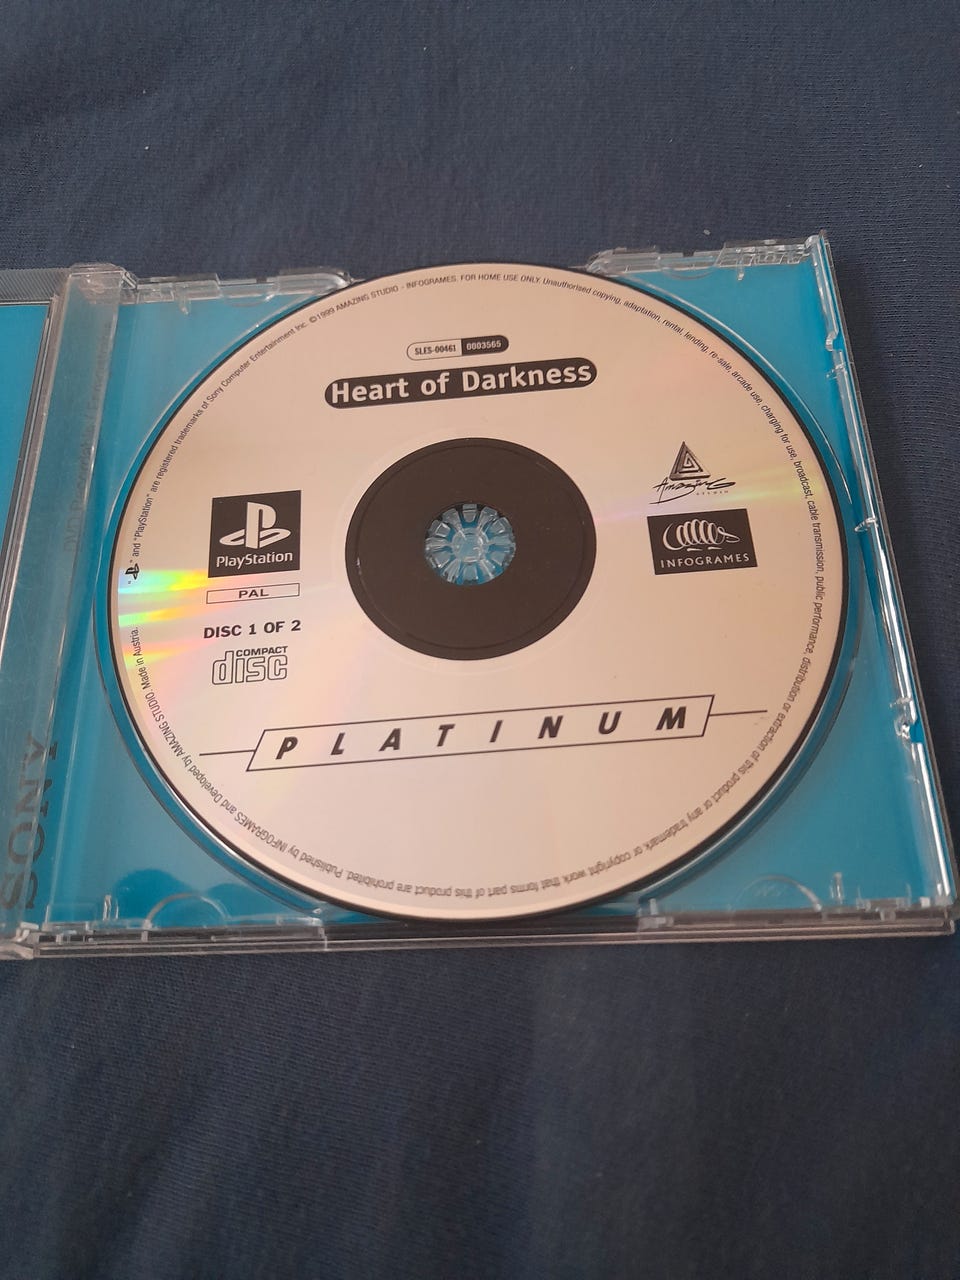 SLES-00461 0003565
Heart of Darkness
PlayStation
PAL
DISC 1 OF 2
COMPACT
disc
Amazing
STUDIO
INFOGRAMES
PLATINUM
" " and "PlayStation" are registered trademarks of Sony Computer Entertainment Inc. ©1999 AMAZING STUDIO - INFOGRAMES. FOR HOME USE ONLY. Unauthorised copying, adaptation, rental, lending, re-sale, arcade use, charging for use, broadcast, cable transmission, public performance, distribution or extraction of this product or any trademark or copyright work that forms part of this product are prohibited. Published by INFOGRAMES and Developed by AMAZING STUDIO. Made in Austria.
SONY